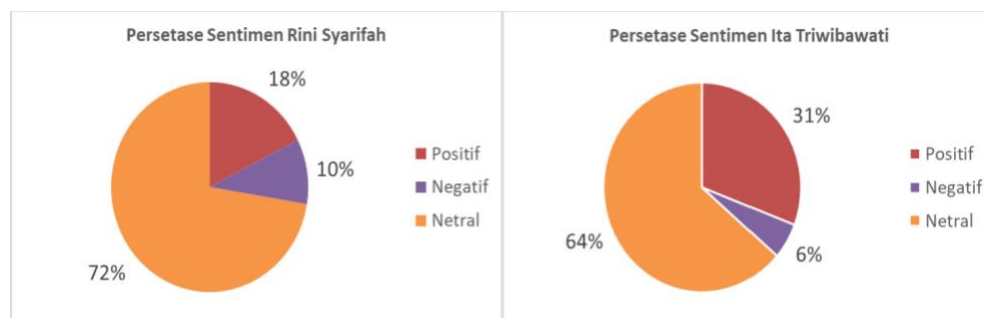 Persetase Sentimen Rini Syarifah
18%
10%
72%
Positif
Negatif
Netral
Persetase Sentimen Ita Triwibawati
31%
6%
64%
Positif
Negatif
Netral